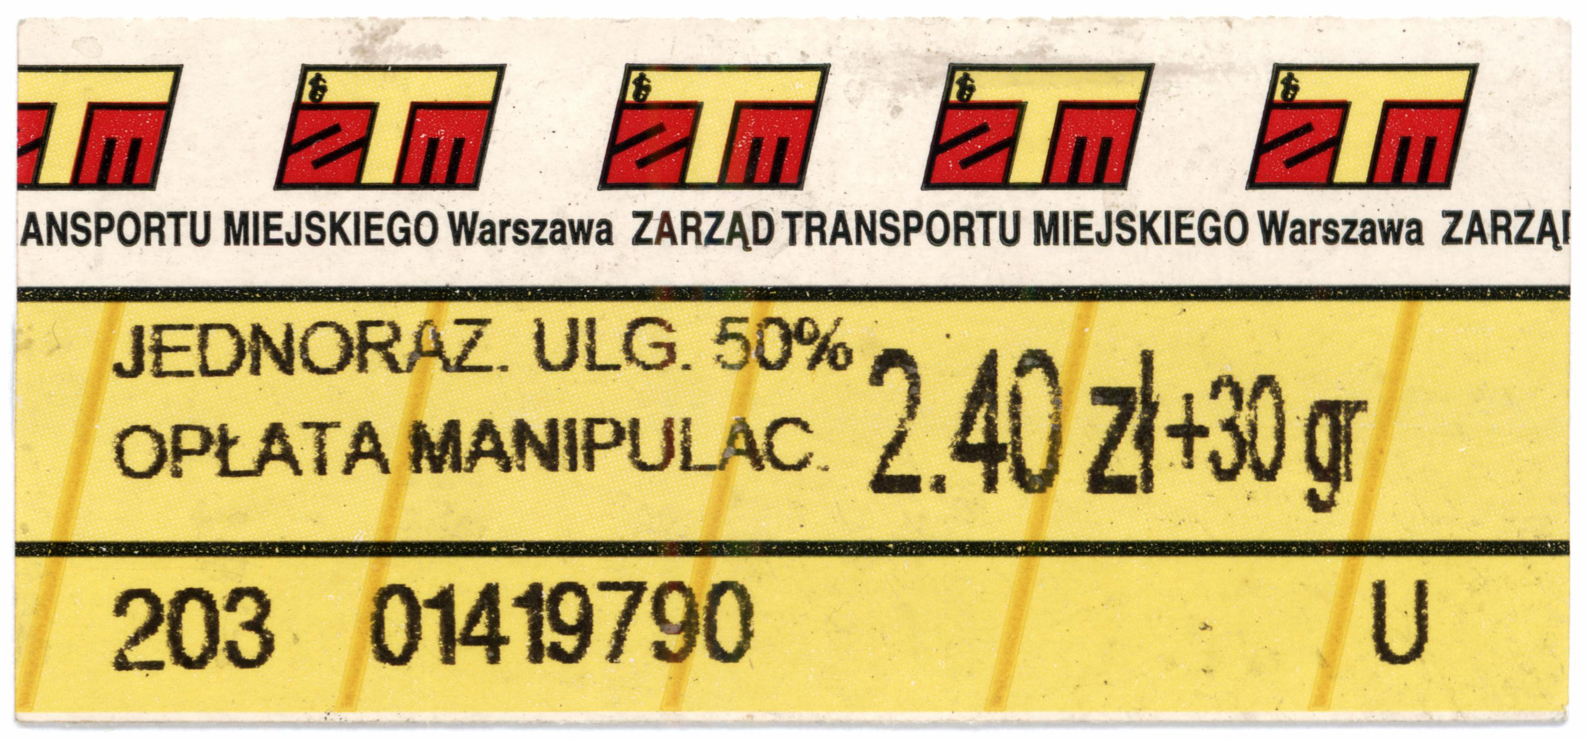 ZTM ZTM ZTM ZTM ZTM
ANSPORTU MIEJSKIEGO Warszawa ZARZĄD TRANSPORTU MIEJSKIEGO Warszawa ZARZĄD
JEDNORAZ. ULG. 50%
OPŁATA MANIPULAC. 2.40 zł+30 gr
203 01419790 U